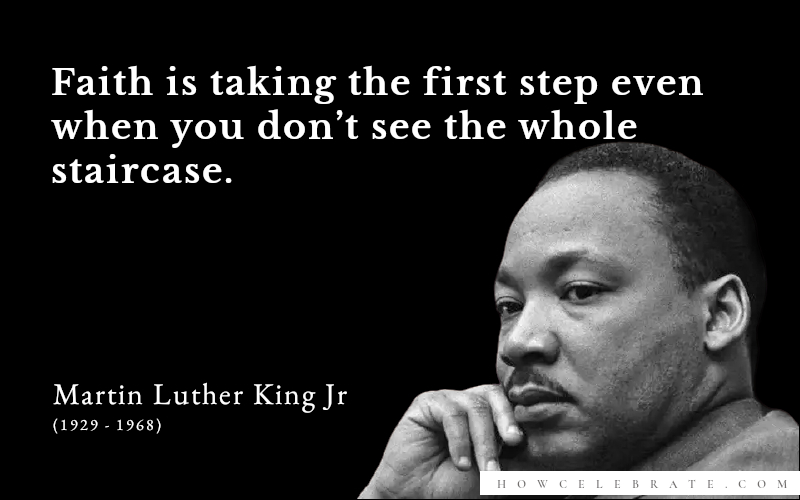 Faith is taking the first step even
when you don’t see the whole
staircase.
Martin Luther King Jr
(1929 - 1968)
HOWCELEBRATE.COM